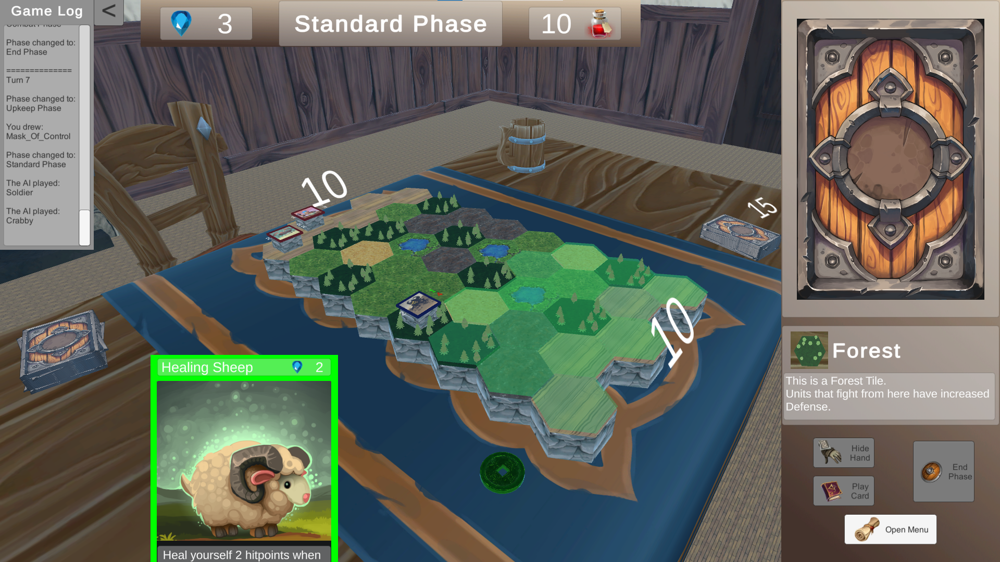 Game Log
<
Combat Phase
Phase changed to:
End Phase
==============
Turn 7
Phase changed to:
Upkeep Phase
You drew:
Mask_Of_Control
Phase changed to:
Standard Phase
The AI played:
Soldier
The AI played:
Crabby
3
Standard Phase
10
10
15
10
2
Healing Sheep
2
Heal yourself 2 hitpoints when
Forest
This is a Forest Tile.
Units that fight from here have increased
Defense.
Hide
Hand
Play
Card
End
Phase
Open Menu